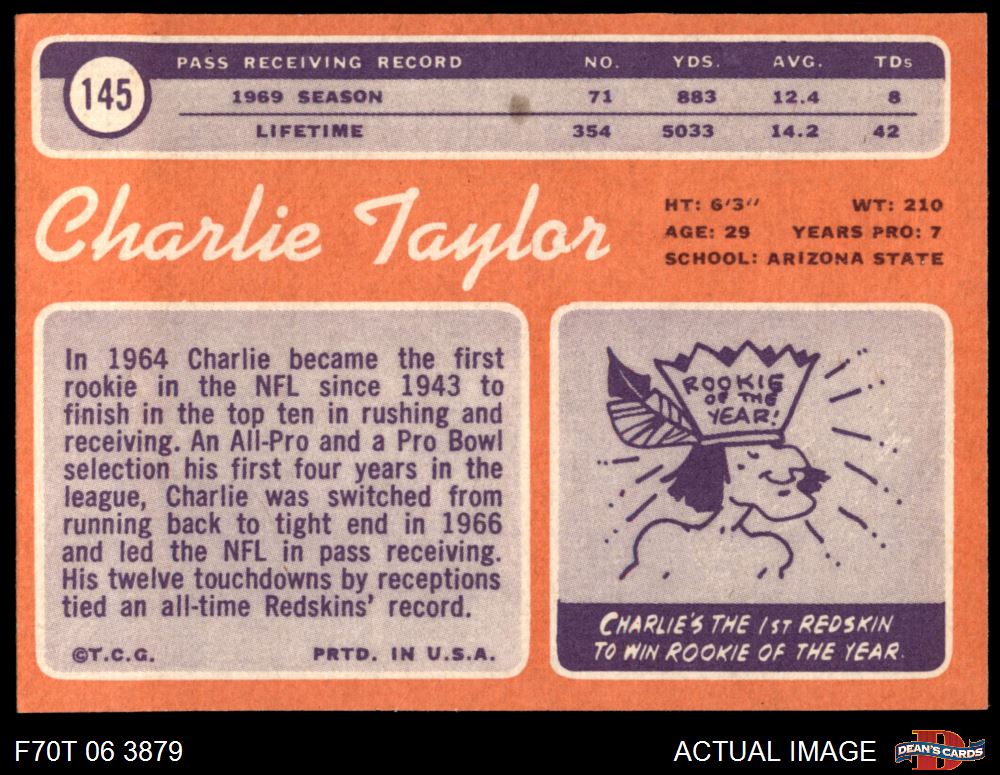 145
PASS RECEIVING RECORD NO. YDS. AVG. TDs
1969 SEASON 71 883 12.4 8
LIFETIME 354 5033 14.2 42
Charlie Taylor
HT: 6'3" WT: 210
AGE: 29 YEARS PRO: 7
SCHOOL: ARIZONA STATE
In 1964 Charlie became the first
rookie in the NFL since 1943 to
finish in the top ten in rushing and
receiving. An All-Pro and a Pro Bowl
selection his first four years in the
league, Charlie was switched from
running back to tight end in 1966
and led the NFL in pass receiving.
His twelve touchdowns by receptions
tied an all-time Redskins' record.
©T.C.G. PRTD. IN U.S.A.
ROOKIE
OF THE
YEAR!
CHARLIE'S THE 1ST REDSKIN
TO WIN ROOKIE OF THE YEAR.
F70T 06 3879
ACTUAL IMAGE
D
DEAN'S CARDS